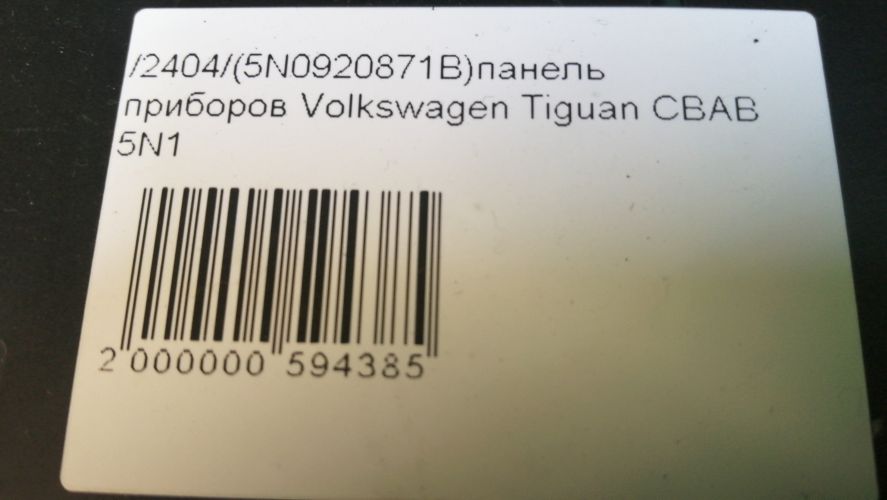 /2404/(5N0920871B)панель
приборов Volkswagen Tiguan CBAB
5N1
2 000000 594385